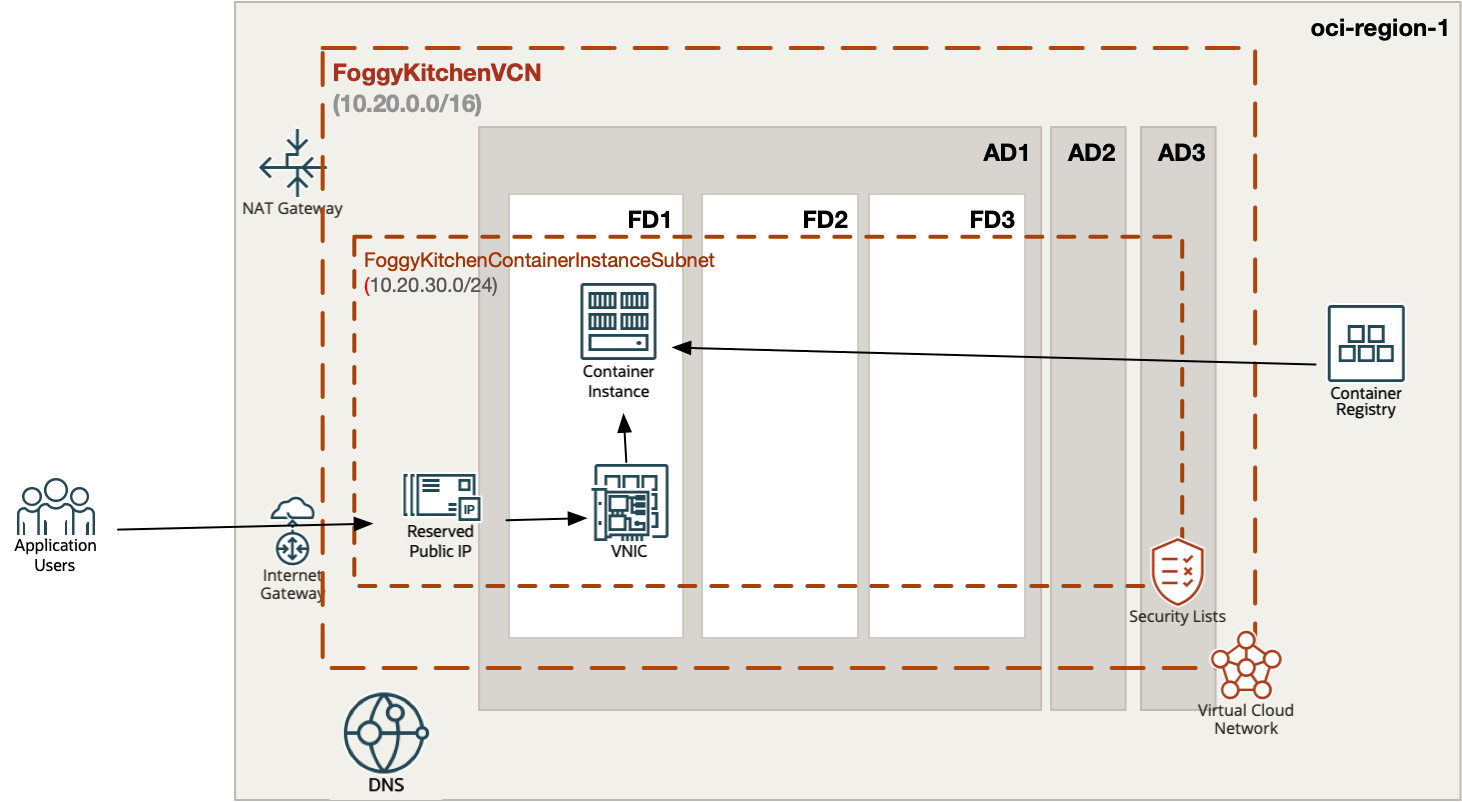 oci-region-1
FoggyKitchenVCN
(10.20.0.0/16)
AD1
AD2
AD3
NAT Gateway
FD1
FD2
FD3
FoggyKitchenContainerInstanceSubnet
(10.20.30.0/24)
Container
Instance
Container
Registry
IP
Reserved
Public IP
VNIC
Application
Users
Internet
Gateway
Security Lists
Virtual Cloud
Network
DNS